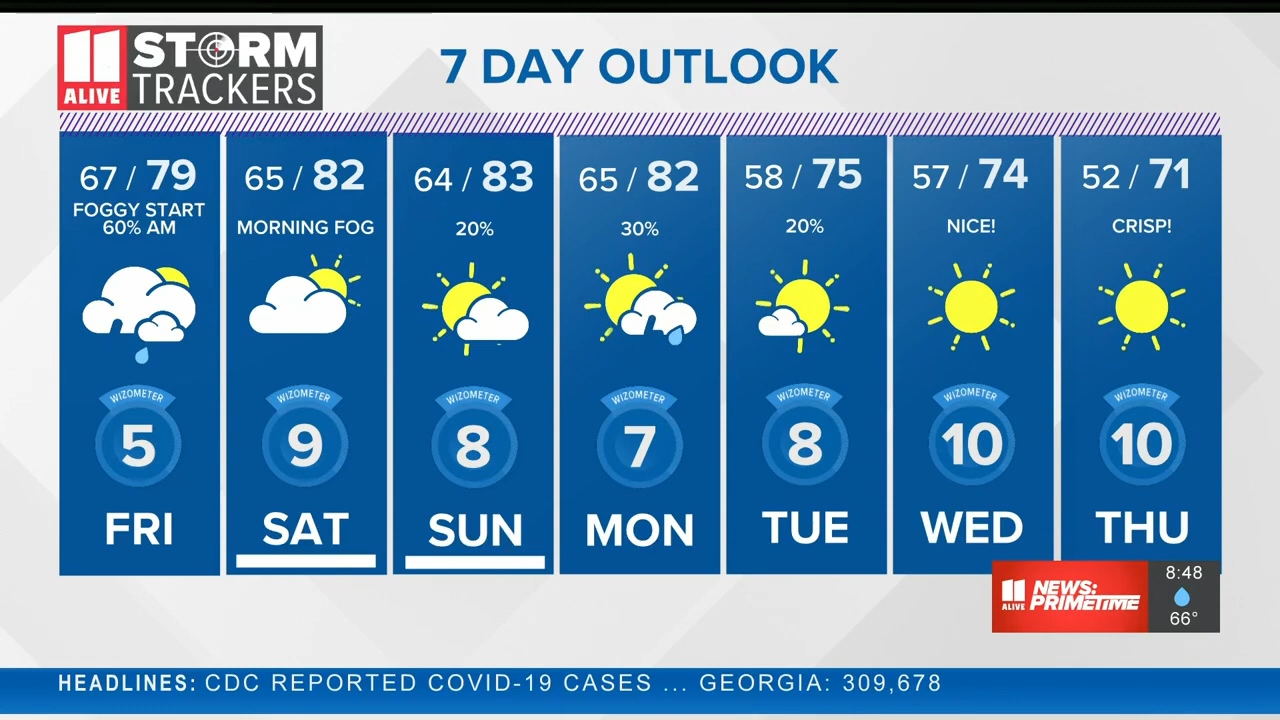 11 ALIVE STORM TRACKERS
7 DAY OUTLOOK
67 / 79
FOGGY START
60% AM
WIZOMETER
5
FRI
65 / 82
MORNING FOG
WIZOMETER
9
SAT
64 / 83
20%
WIZOMETER
8
SUN
65 / 82
30%
WIZOMETER
7
MON
58 / 75
20%
WIZOMETER
8
TUE
57 / 74
NICE!
WIZOMETER
10
WED
52 / 71
CRISP!
WIZOMETER
10
THU
11 ALIVE
NEWS:
PRIMETIME
8:48
66°
HEADLINES: CDC REPORTED COVID-19 CASES ... GEORGIA: 309,678